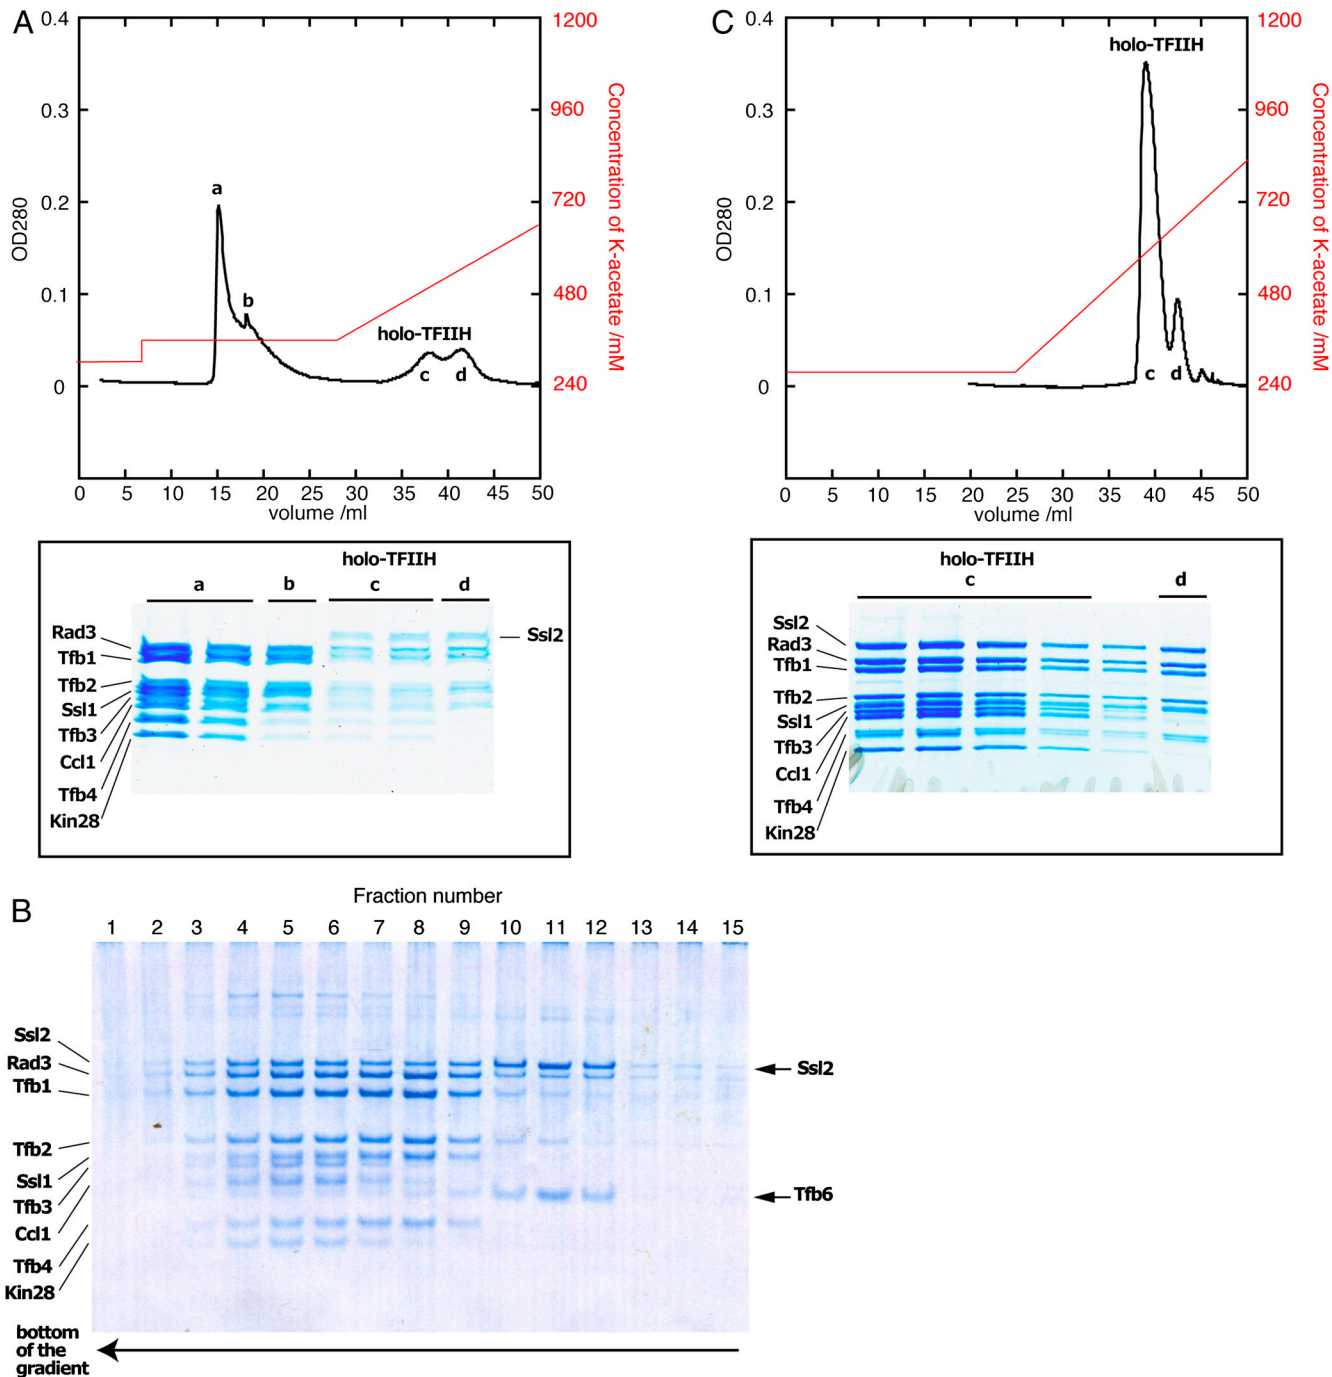 A
0.4
0.3
0.2
0.1
0
OD280
1200
960
720
480
240
Concentration of K-acetate /mM
a
b
holo-TFIIH
c
d
0 5 10 15 20 25 30 35 40 45 50
volume /ml
holo-TFIIH
a b c d
Rad3
Tfb1
Tfb2
Ssl1
Tfb3
Ccl1
Tfb4
Kin28
Ssl2
C
0.4
0.3
0.2
0.1
0
OD280
1200
960
720
480
240
Concentration of K-acetate /mM
holo-TFIIH
c
d
0 5 10 15 20 25 30 35 40 45 50
volume /ml
holo-TFIIH
c d
Ssl2
Rad3
Tfb1
Tfb2
Ssl1
Tfb3
Ccl1
Tfb4
Kin28
B
Fraction number
1 2 3 4 5 6 7 8 9 10 11 12 13 14 15
Ssl2
Rad3
Tfb1
Tfb2
Ssl1
Tfb3
Ccl1
Tfb4
Kin28
Ssl2
Tfb6
bottom
of the
gradient